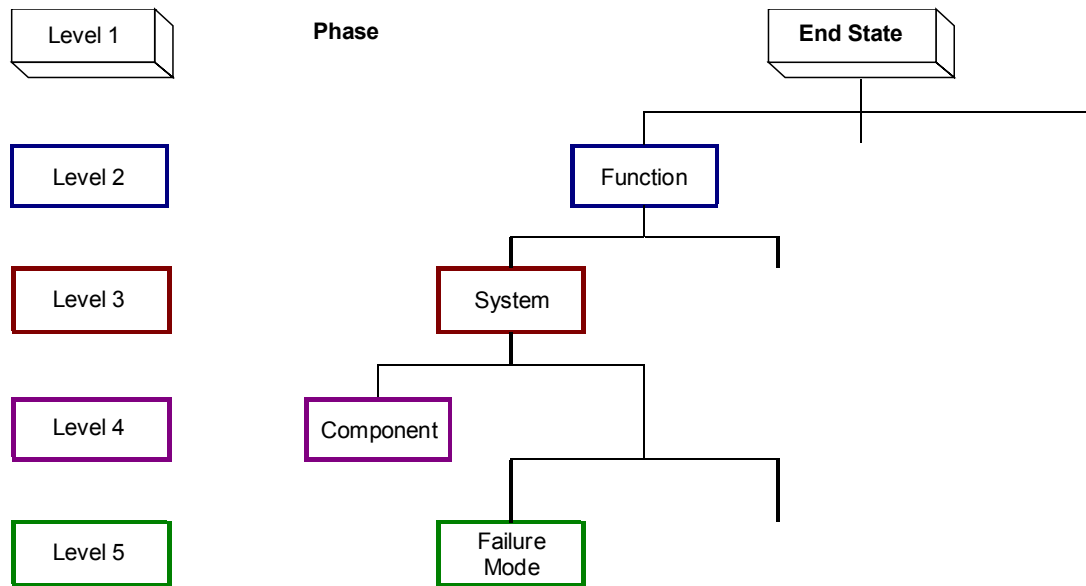 Level 1
Phase
End State
Level 2
Function
Level 3
System
Level 4
Component
Level 5
Failure
Mode